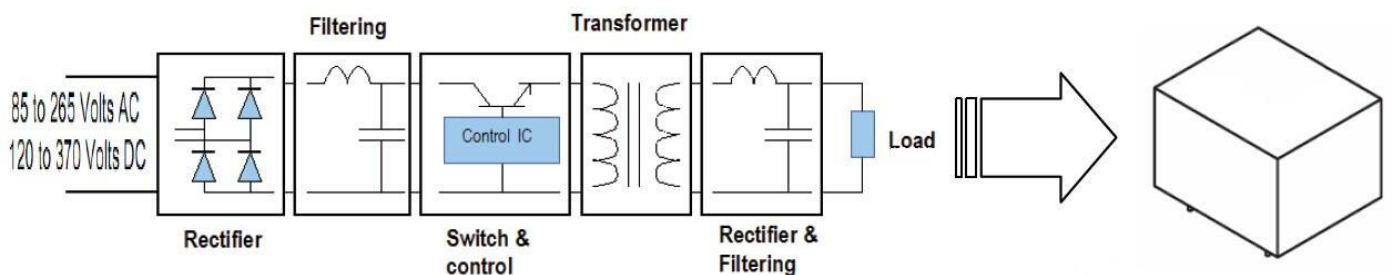 Filtering
Transformer
85 to 265 Volts AC
120 to 370 Volts DC
Control IC
Load
Rectifier
Switch &
control
Rectifier &
Filtering